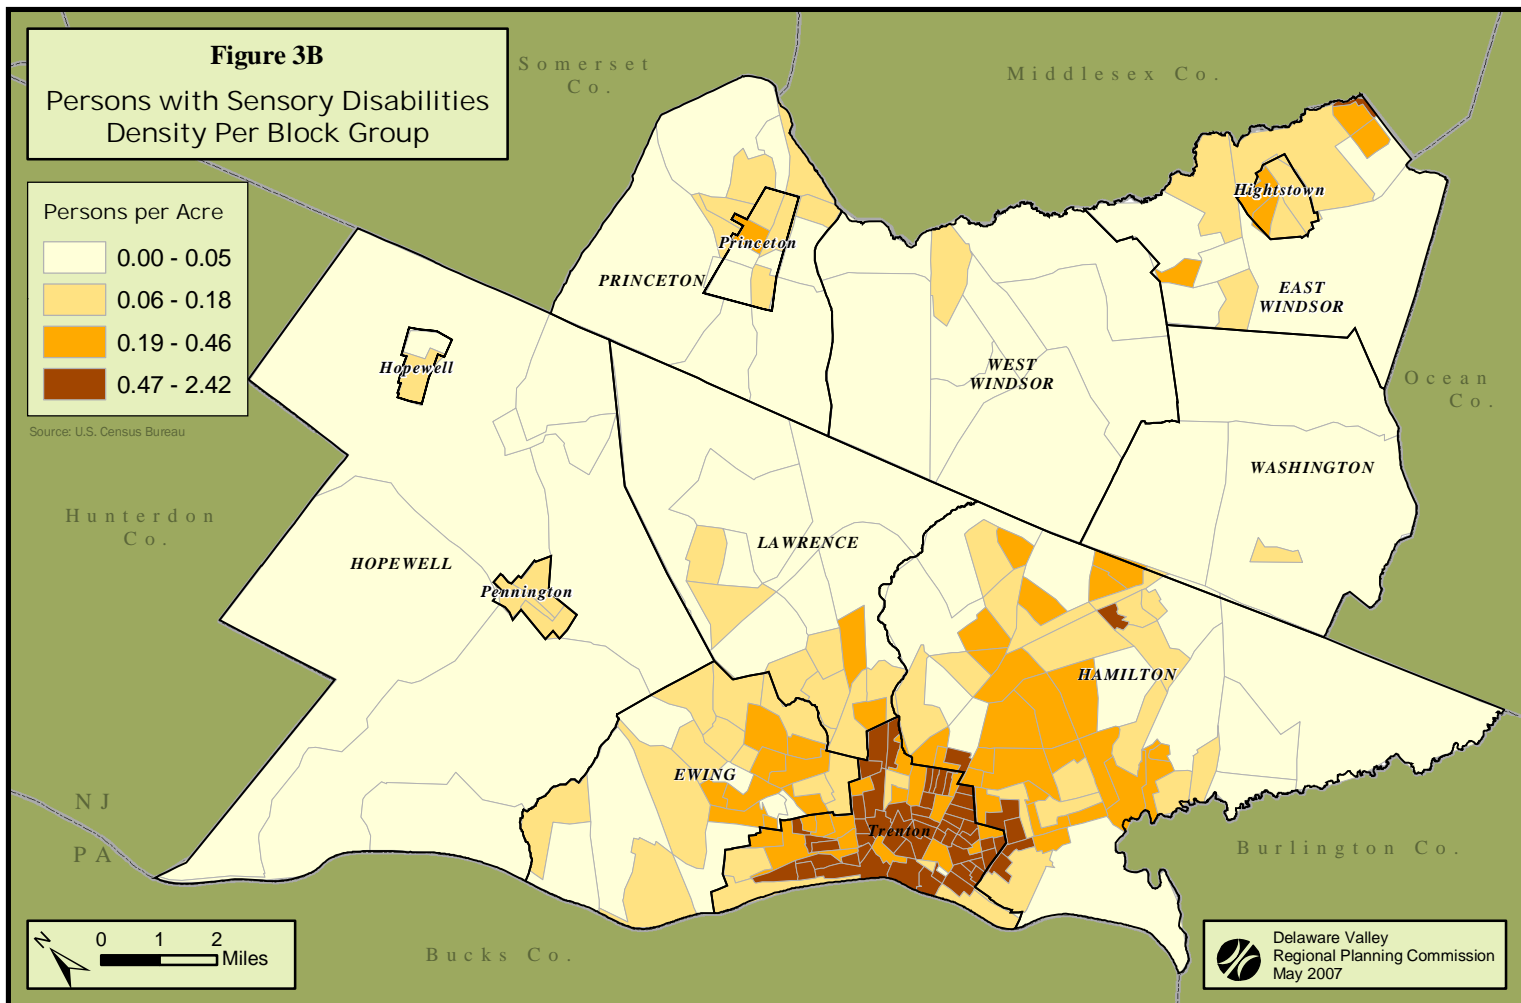 Figure 3B
Persons with Sensory Disabilities
Density Per Block Group
Persons per Acre
0.00 - 0.05
0.06 - 0.18
0.19 - 0.46
0.47 - 2.42
Source: U.S. Census Bureau
Somerset
Co.
Middlesex Co.
Hightstown
Princeton
PRINCETON
EAST
WINDSOR
Hopewell
WEST
WINDSOR
Ocean
Co.
WASHINGTON
Hunterdon
Co.
LAWRENCE
HOPEWELL
Pennington
HAMILTON
EWING
NJ
PA
Trenton
Burlington Co.
Bucks Co.
N
0 1 2
Miles
Delaware Valley
Regional Planning Commission
May 2007